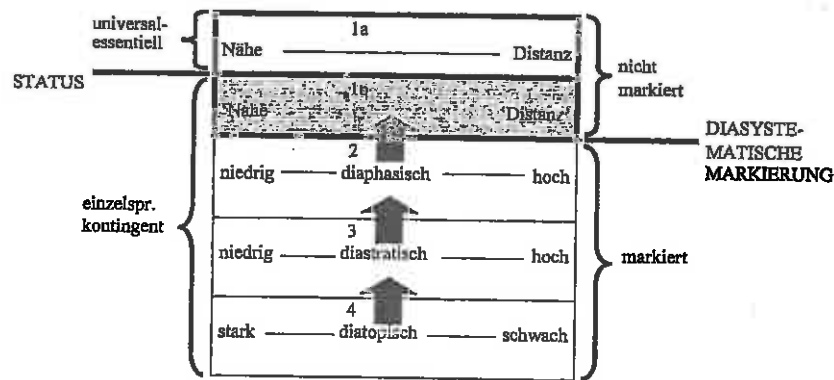 universal-
essentiell
1a
Nähe Distanz
STATUS
nicht
markiert
1b
Nähe Distanz
DIASYSTE-
MATISCHE
MARKIERUNG
2
niedrig diaphasisch hoch
einzelspr.
kontingent
3
niedrig diastratisch hoch
markiert
4
stark diatopisch schwach